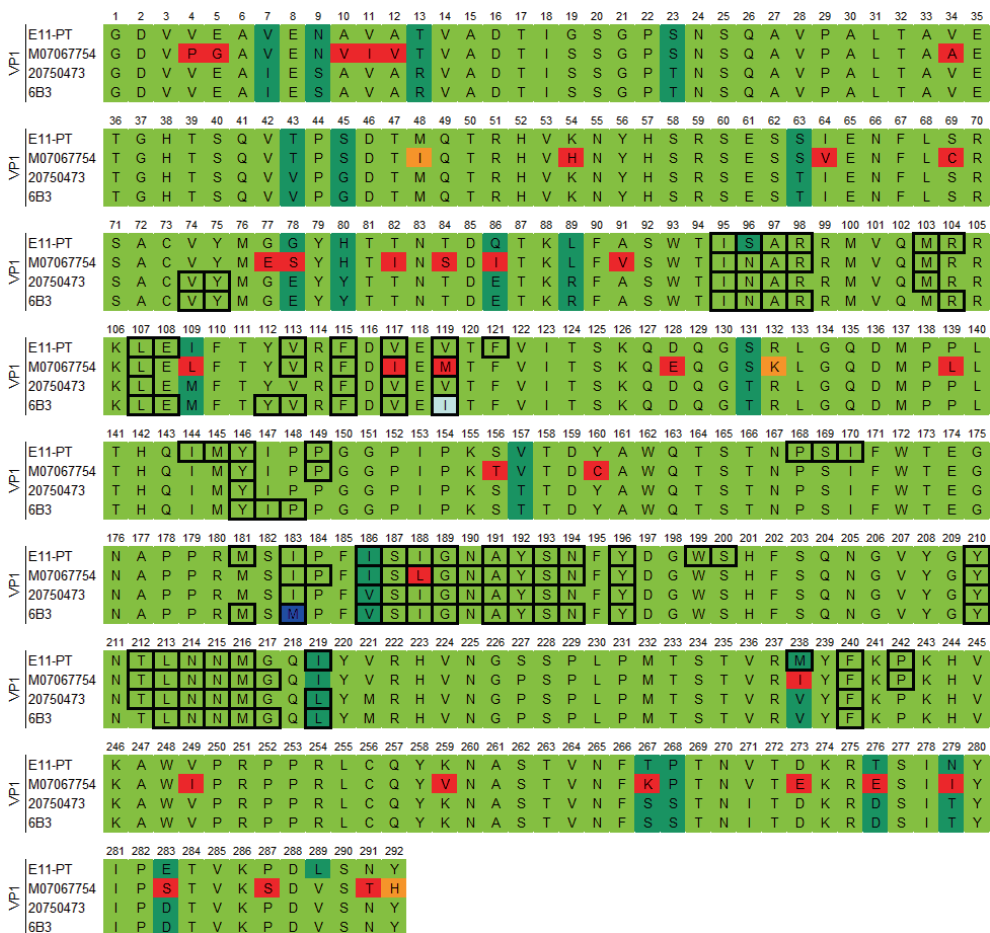 1 2 3 4 5 6 7 8 9 10 11 12 13 14 15 16 17 18 19 20 21 22 23 24 25 26 27 28 29 30 31 32 33 34 35
VP1
E11-PT G D V V E A V E N A V A T V A D T I G S G P S N S Q A V P A L T A V E
M07067754 G D V P G A V E N V I V T V A D T I S S G P S N S Q A V P A L T A A E
20750473 G D V V E A I E S A V A R V A D T I S S G P T N S Q A V P A L T A V E
6B3 G D V V E A I E S A V A R V A D T I S S G P T N S Q A V P A L T A V E
36 37 38 39 40 41 42 43 44 45 46 47 48 49 50 51 52 53 54 55 56 57 58 59 60 61 62 63 64 65 66 67 68 69 70
VP1
E11-PT T G H T S Q V T P S D T M Q T R H V K N Y H S R S E S S I E N F L S R
M07067754 T G H T S Q V T P S D T I Q T R H V H N Y H S R S E S S V E N F L C R
20750473 T G H T S Q V V P G D T M Q T R H V K N Y H S R S E S T I E N F L S R
6B3 T G H T S Q V V P G D T M Q T R H V K N Y H S R S E S T I E N F L S R
71 72 73 74 75 76 77 78 79 80 81 82 83 84 85 86 87 88 89 90 91 92 93 94 95 96 97 98 99 100 101 102 103 104 105
VP1
E11-PT S A C V Y M G G Y H T T N T D Q T K L F A S W T I S A R R M V Q M R R
M07067754 S A C V Y M E S Y H T I N S D I T K L F V S W T I N A R R M V Q M R R
20750473 S A C V Y M G E Y Y T T N T D E T K R F A S W T I N A R R M V Q M R R
6B3 S A C V Y M G E Y Y T T N T D E T K R F A S W T I N A R R M V Q M R R
106 107 108 109 110 111 112 113 114 115 116 117 118 119 120 121 122 123 124 125 126 127 128 129 130 131 132 133 134 135 136 137 138 139 140
VP1
E11-PT K L E I F T Y V R F D V E V T F V I T S K Q D Q G S R L G Q D M P P L
M07067754 K L E L F T Y V R F D I E M T F V I T S K Q E Q G S K L G Q D M P L L
20750473 K L E M F T Y V R F D V E V T F V I T S K Q D Q G T R L G Q D M P P L
6B3 K L E M F T Y V R F D V E I T F V I T S K Q D Q G T R L G Q D M P P L
141 142 143 144 145 146 147 148 149 150 151 152 153 154 155 156 157 158 159 160 161 162 163 164 165 166 167 168 169 170 171 172 173 174 175
VP1
E11-PT T H Q I M Y I P P G G P I P K S V T D Y A W Q T S T N P S I F W T E G
M07067754 T H Q I M Y I P P G G P I P K T V T D C A W Q T S T N P S I F W T E G
20750473 T H Q I M Y I P P G G P I P K S T T D Y A W Q T S T N P S I F W T E G
6B3 T H Q I M Y I P P G G P I P K S T T D Y A W Q T S T N P S I F W T E G
176 177 178 179 180 181 182 183 184 185 186 187 188 189 190 191 192 193 194 195 196 197 198 199 200 201 202 203 204 205 206 207 208 209 210
VP1
E11-PT N A P P R M S I P F I S I G N A Y S N F Y D G W S H F S Q N G V Y G Y
M07067754 N A P P R M S I P F I S L G N A Y S N F Y D G W S H F S Q N G V Y G Y
20750473 N A P P R M S I P F V S I G N A Y S N F Y D G W S H F S Q N G V Y G Y
6B3 N A P P R M S M P F V S I G N A Y S N F Y D G W S H F S Q N G V Y G Y
211 212 213 214 215 216 217 218 219 220 221 222 223 224 225 226 227 228 229 230 231 232 233 234 235 236 237 238 239 240 241 242 243 244 245
VP1
E11-PT N T L N N M G Q I Y V R H V N G S S P L P M T S T V R M Y F K P K H V
M07067754 N T L N N M G Q I Y V R H V N G P S P L P M T S T V R I Y F K P K H V
20750473 N T L N N M G Q L Y M R H V N G P S P L P M T S T V R V Y F K P K H V
6B3 N T L N N M G Q L Y M R H V N G P S P L P M T S T V R V Y F K P K H V
246 247 248 249 250 251 252 253 254 255 256 257 258 259 260 261 262 263 264 265 266 267 268 269 270 271 272 273 274 275 276 277 278 279 280
VP1
E11-PT K A W V P R P P R L C Q Y K N A S T V N F T P T N V T D K R T S I N Y
M07067754 K A W I P R P P R L C Q Y V N A S T V N F K P T N V T E K R E S I I Y
20750473 K A W V P R P P R L C Q Y K N A S T V N F S S T N I T D K R D S I T Y
6B3 K A W V P R P P R L C Q Y K N A S T V N F S S T N I T D K R D S I T Y
281 282 283 284 285 286 287 288 289 290 291 292
VP1
E11-PT I P E T V K P D L S N Y
M07067754 I P S T V K S D V S T H
20750473 I P D T V K P D V S N Y
6B3 I P D T V K P D V S N Y